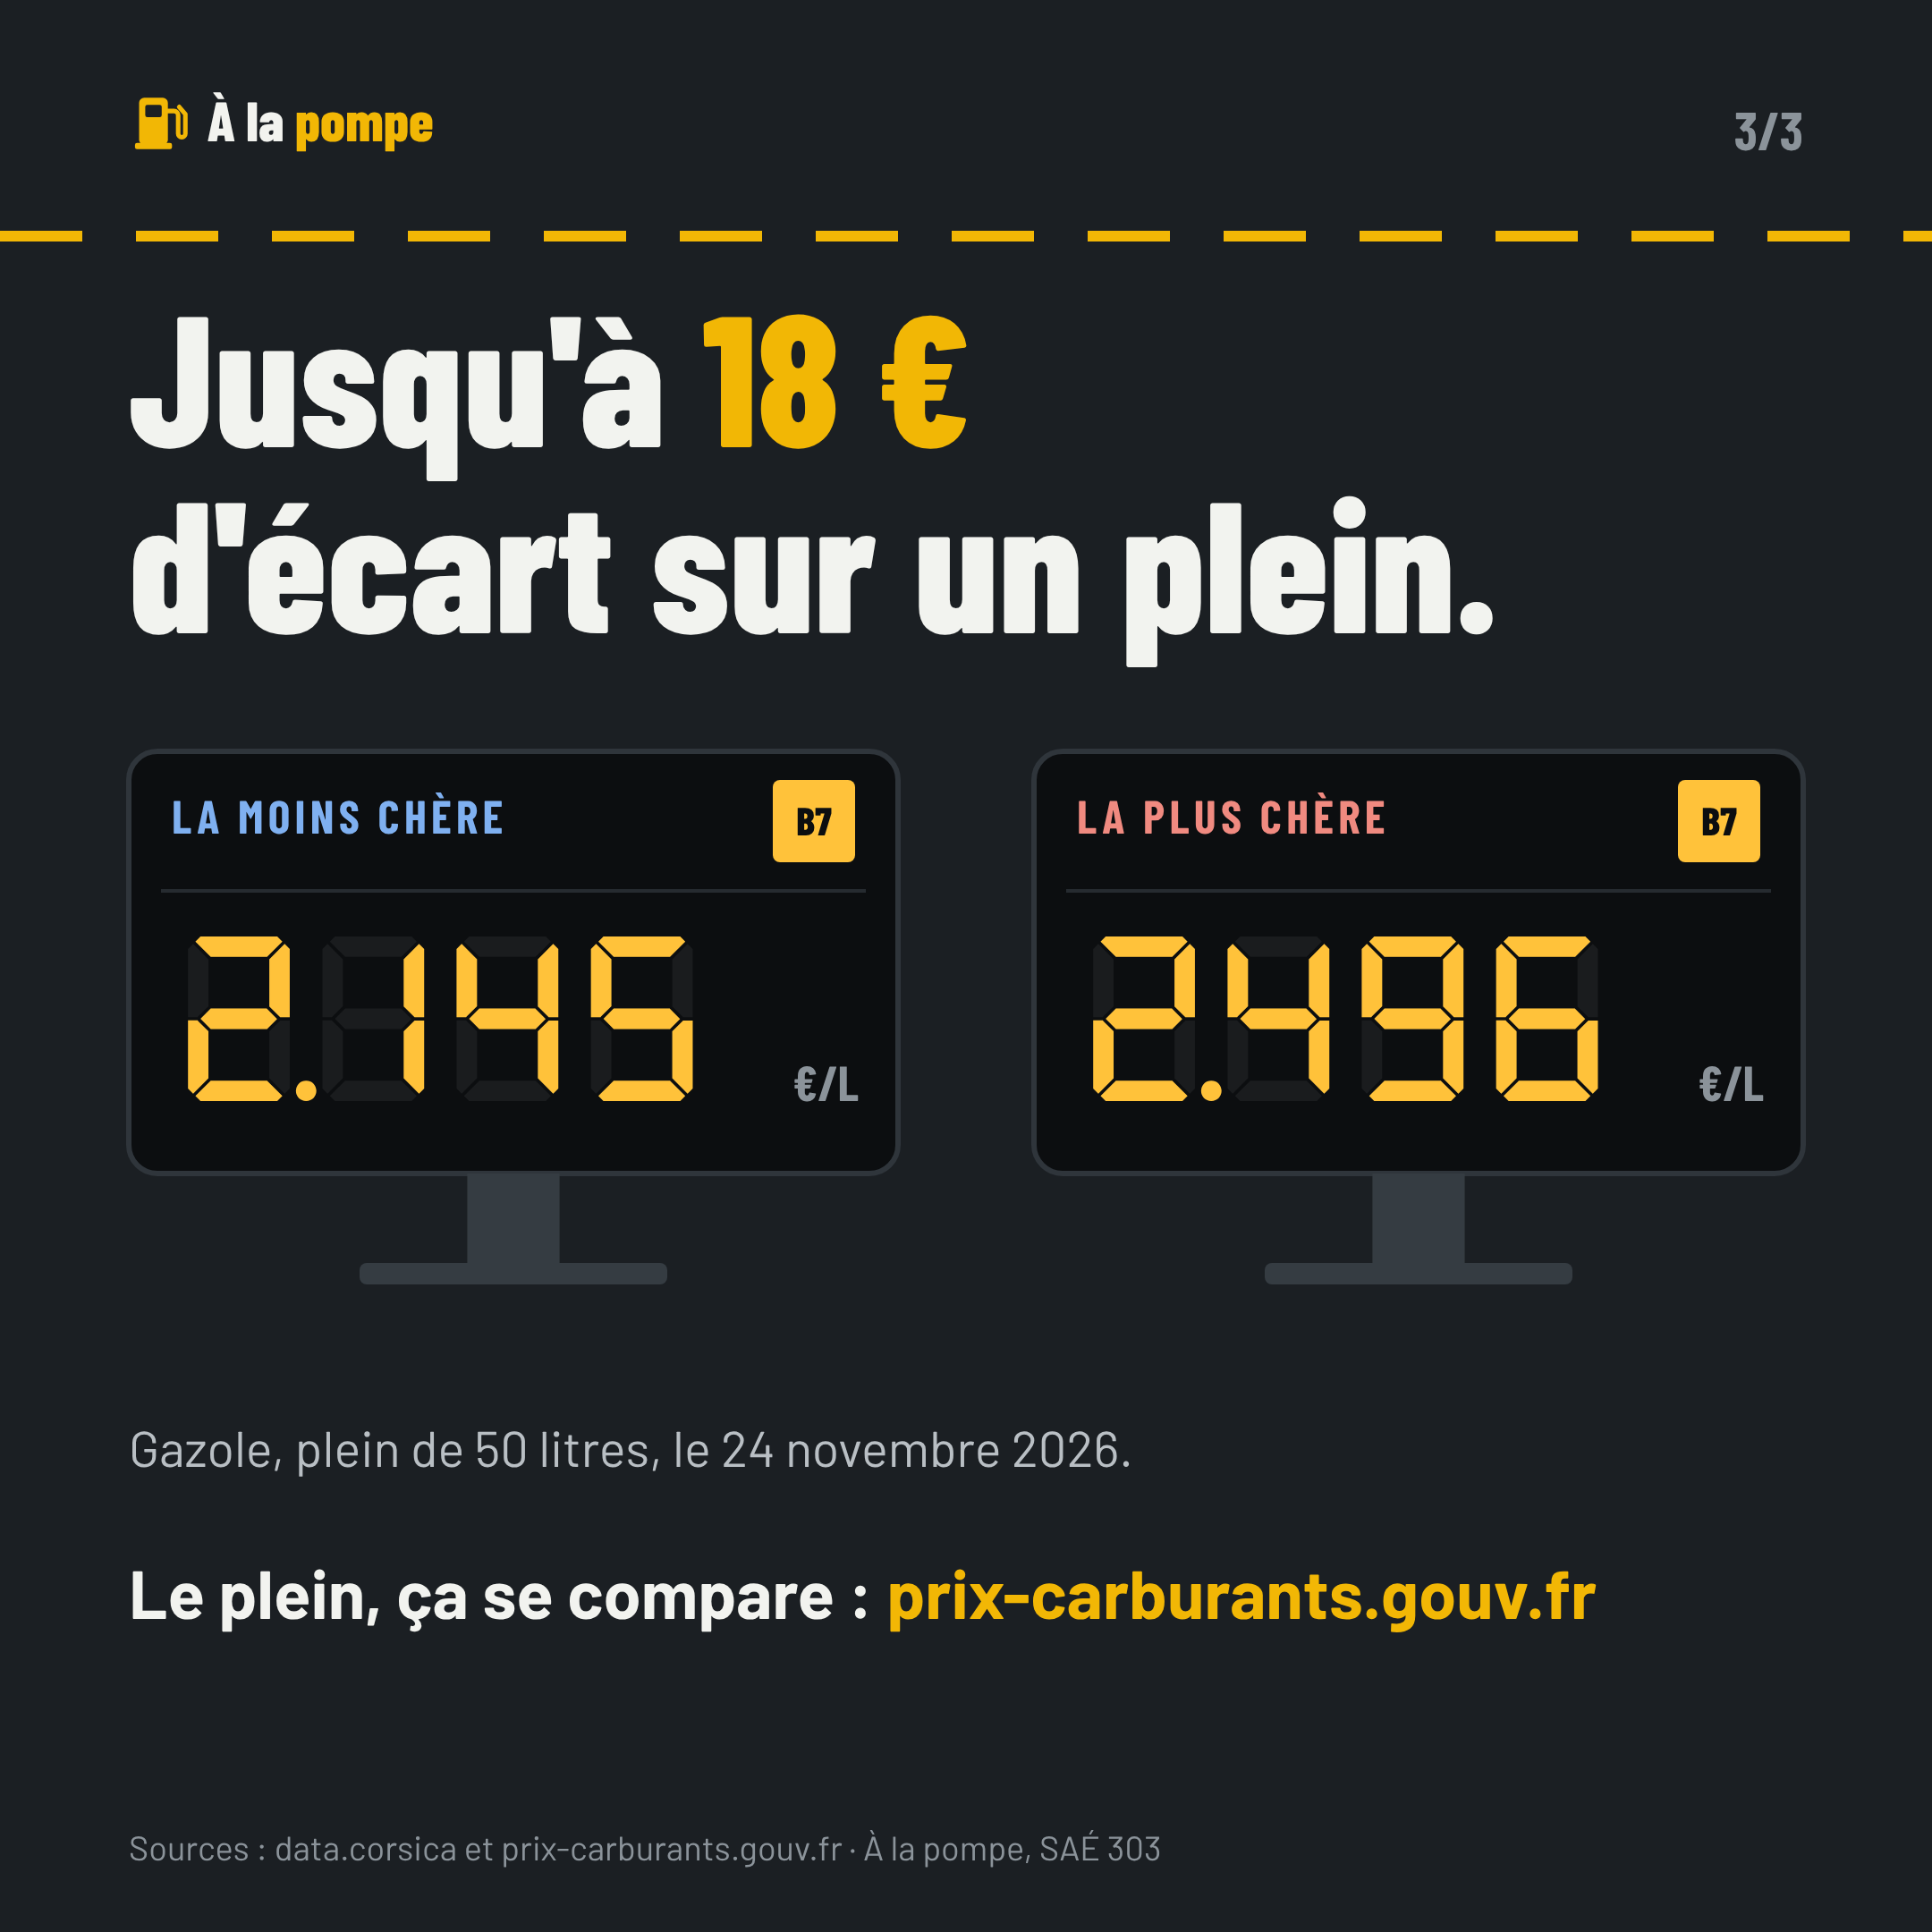 À la pompe
3/3
Jusqu'à 18 €
d'écart sur un plein.
LA MOINS CHÈRE
B7
2.145 €/L
LA PLUS CHÈRE
B7
2.496 €/L
Gazole, plein de 50 litres, le 24 novembre 2026.
Le plein, ça se compare : prix-carburants.gouv.fr
Sources : data.corsica et prix-carburants.gouv.fr · À la pompe, SAÉ 303